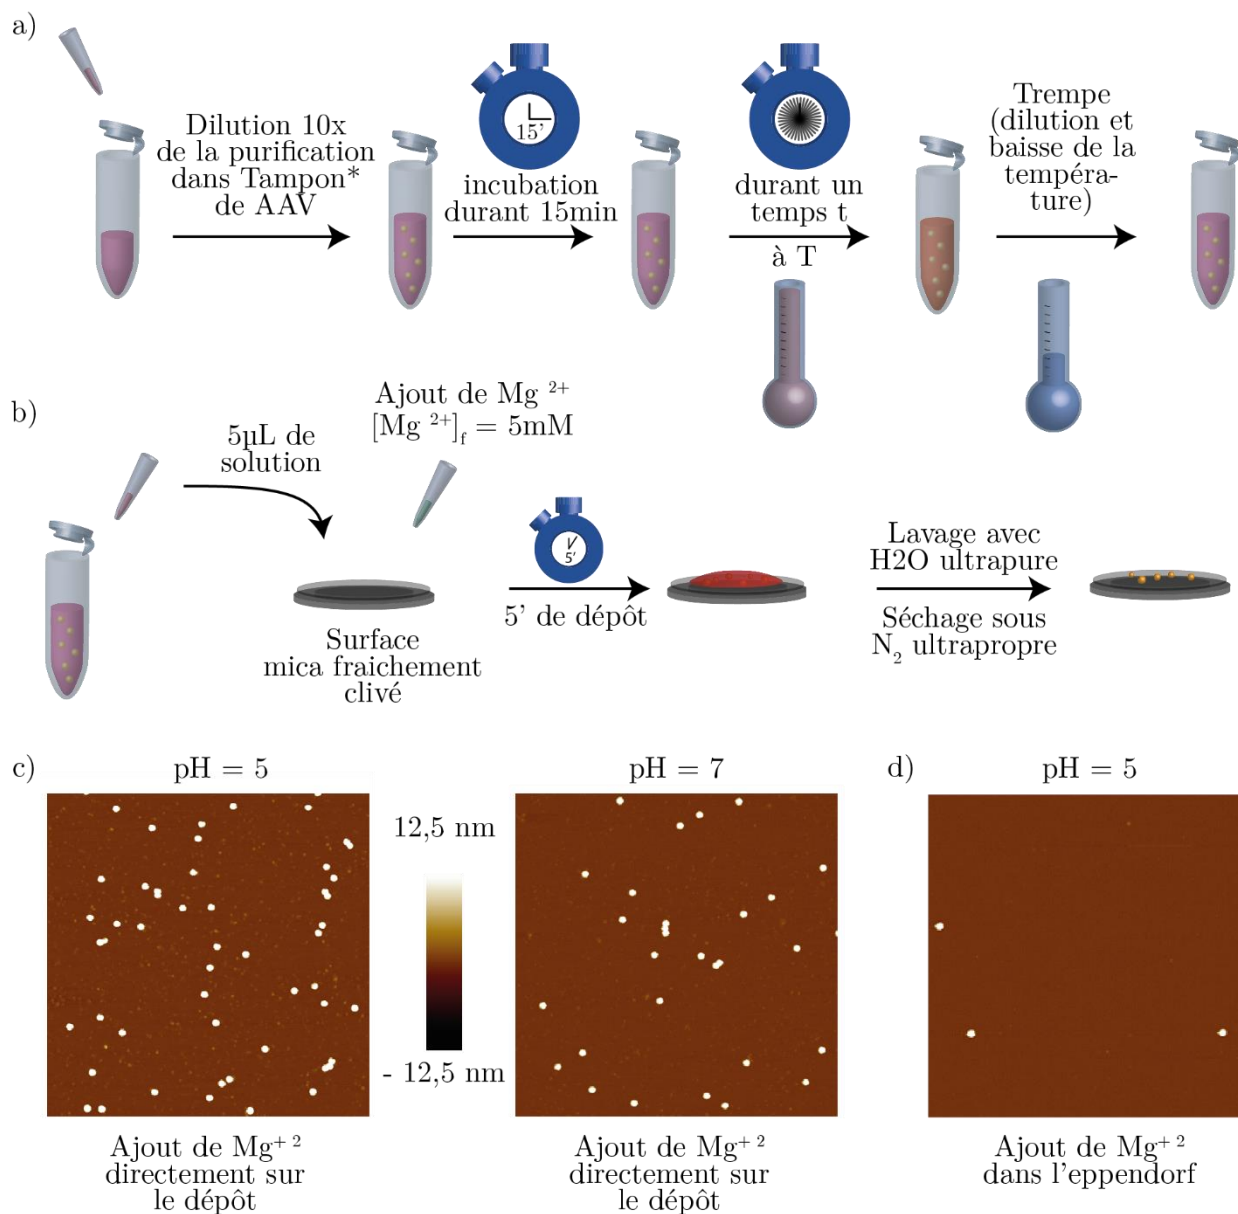 a)
Dilution 10x
de la purification
dans Tampon*
de AAV
15'
incubation
durant 15min
durant un
temps t
à T
Trempe
(dilution et
baisse de la
tempéra-
ture)
b)
5µL de
solution
Ajout de Mg 2+
[Mg 2+]f = 5mM
Surface
mica fraichement
clivé
5'
5' de dépôt
Lavage avec
H2O ultrapure
Séchage sous
N2 ultrapropre
c)
pH = 5
12,5 nm
- 12,5 nm
Ajout de Mg+ 2
directement sur
le dépôt
pH = 7
Ajout de Mg+ 2
directement sur
le dépôt
d)
pH = 5
Ajout de Mg+ 2
dans l'eppendorf